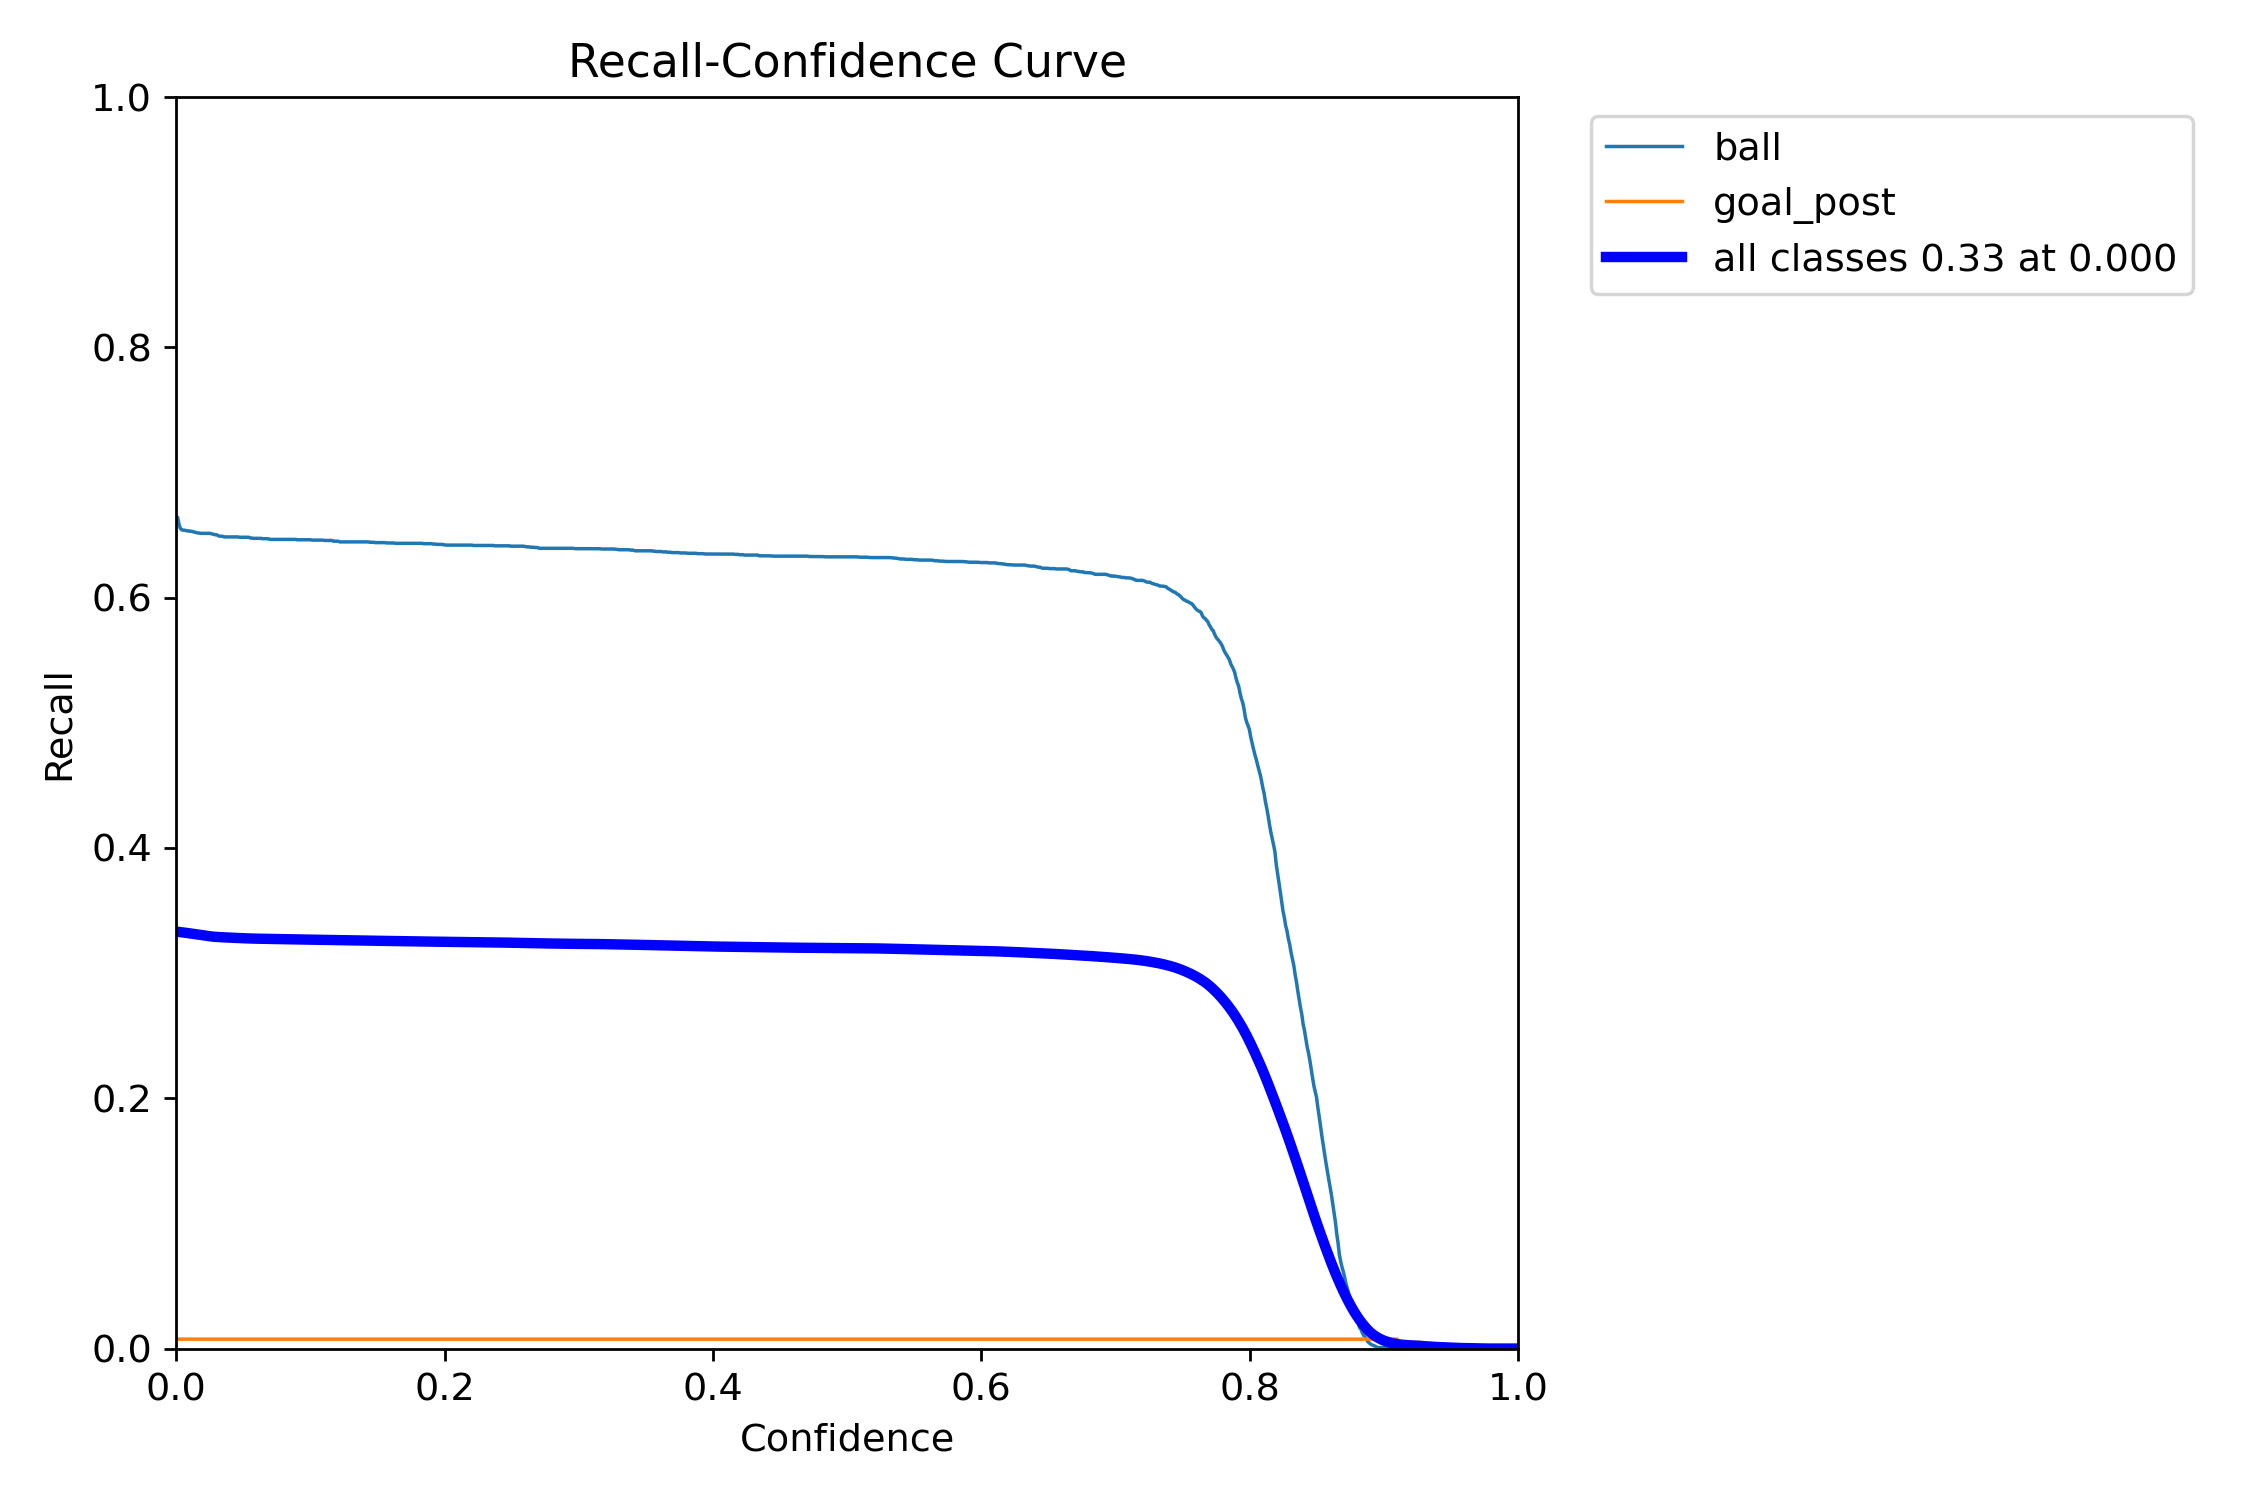 Recall-Confidence Curve
1.0
0.8
0.6
0.4
0.2
0.0
Recall
0.0 0.2 0.4 0.6 0.8 1.0
Confidence
ball
goal_post
all classes 0.33 at 0.000